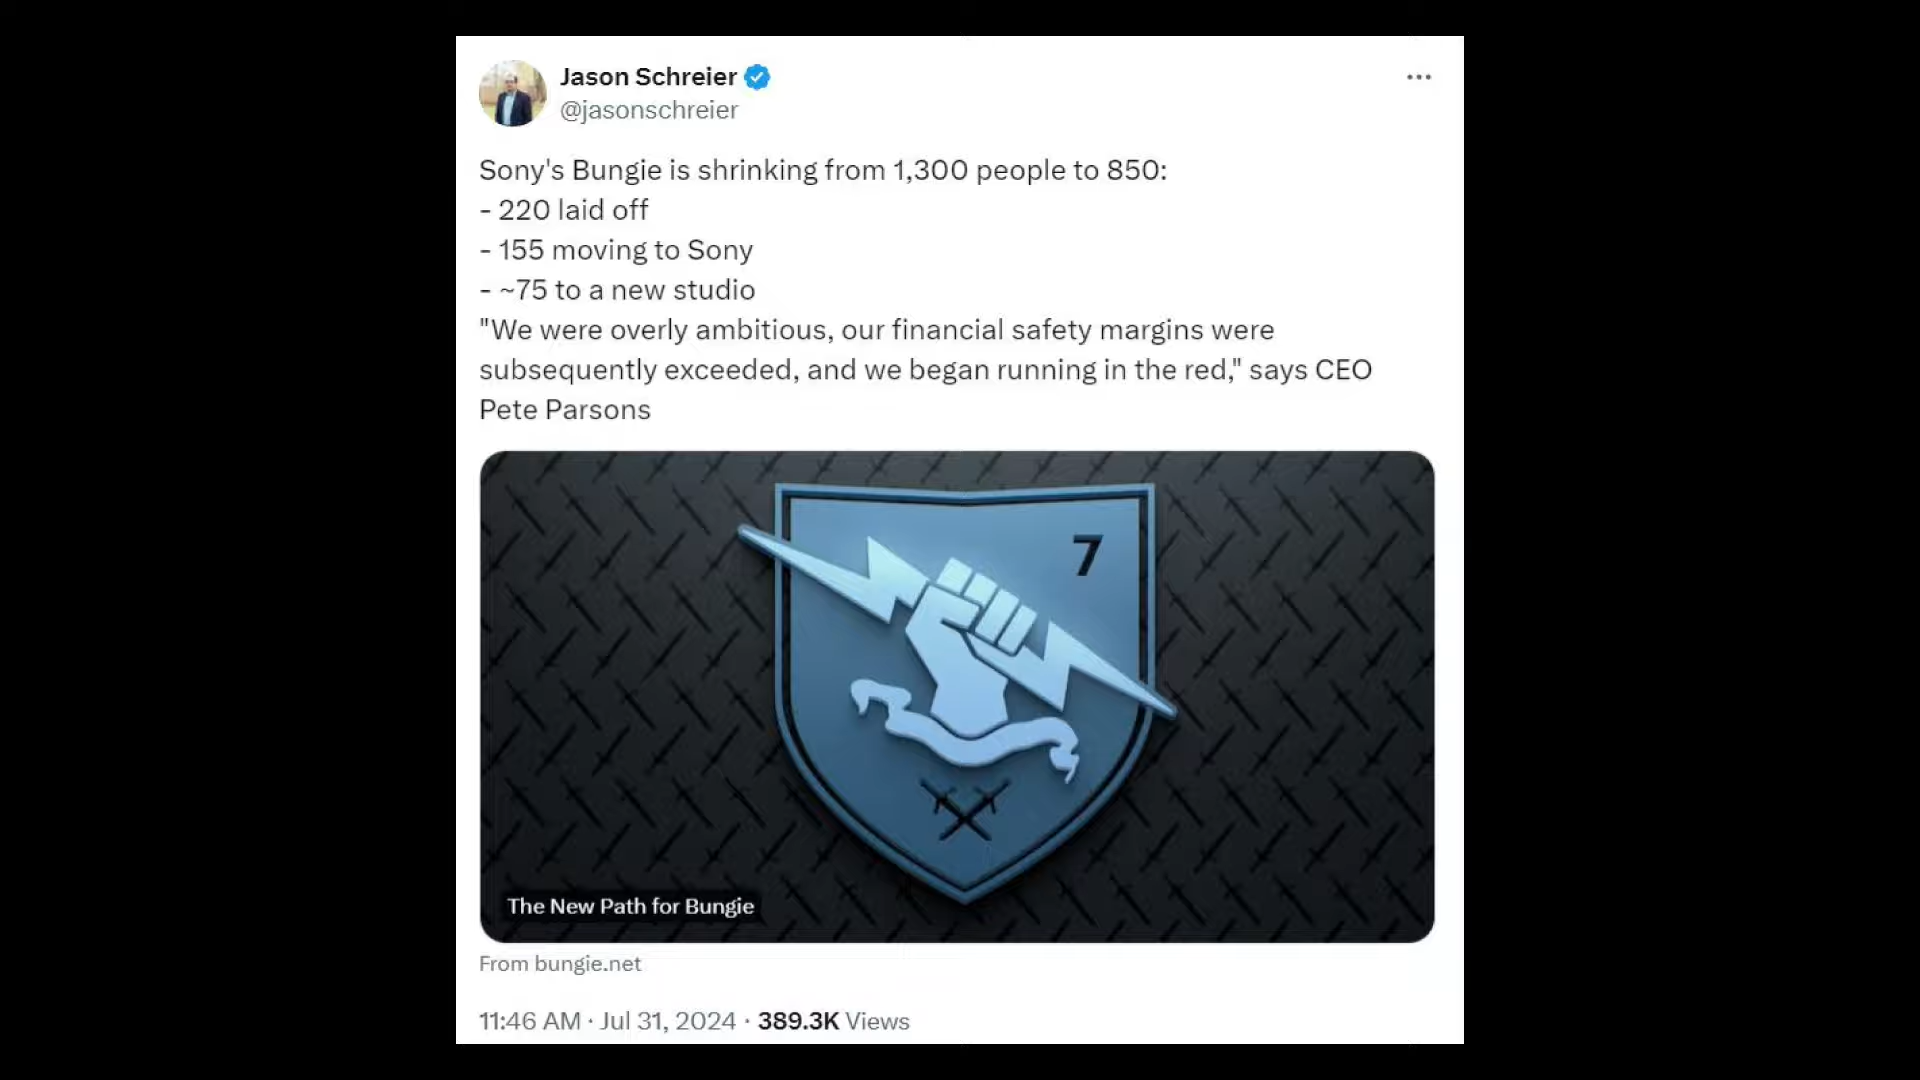 Jason Schreier
@jasonschreier
Sony's Bungie is shrinking from 1,300 people to 850:
- 220 laid off
- 155 moving to Sony
- ~75 to a new studio
"We were overly ambitious, our financial safety margins were
subsequently exceeded, and we began running in the red," says CEO
Pete Parsons
7
The New Path for Bungie
From bungie.net
11:46 AM · Jul 31, 2024 · 389.3K Views